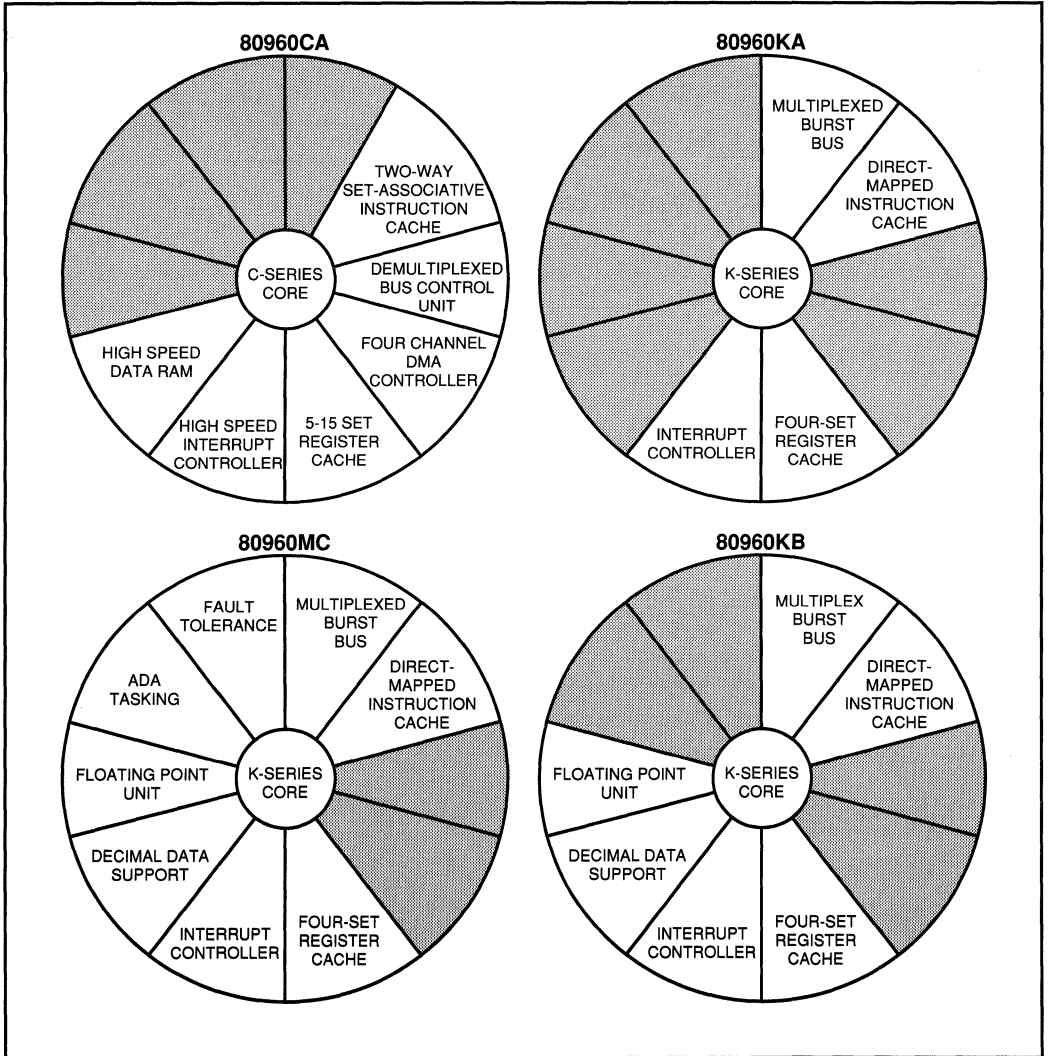 80960CA
TWO-WAY
SET-ASSOCIATIVE
INSTRUCTION
CACHE
DEMULTIPLEXED
BUS CONTROL
UNIT
FOUR CHANNEL
DMA
CONTROLLER
5-15 SET
REGISTER
CACHE
HIGH SPEED
INTERRUPT
CONTROLLER
HIGH SPEED
DATA RAM
C-SERIES
CORE
80960KA
MULTIPLEXED
BURST
BUS
DIRECT-
MAPPED
INSTRUCTION
CACHE
FOUR-SET
REGISTER
CACHE
INTERRUPT
CONTROLLER
K-SERIES
CORE
80960MC
FAULT
TOLERANCE
MULTIPLEXED
BURST
BUS
DIRECT-
MAPPED
INSTRUCTION
CACHE
FOUR-SET
REGISTER
CACHE
INTERRUPT
CONTROLLER
DECIMAL DATA
SUPPORT
FLOATING POINT
UNIT
ADA
TASKING
K-SERIES
CORE
80960KB
MULTIPLEX
BURST
BUS
DIRECT-
MAPPED
INSTRUCTION
CACHE
FOUR-SET
REGISTER
CACHE
INTERRUPT
CONTROLLER
DECIMAL DATA
SUPPORT
FLOATING POINT
UNIT
K-SERIES
CORE